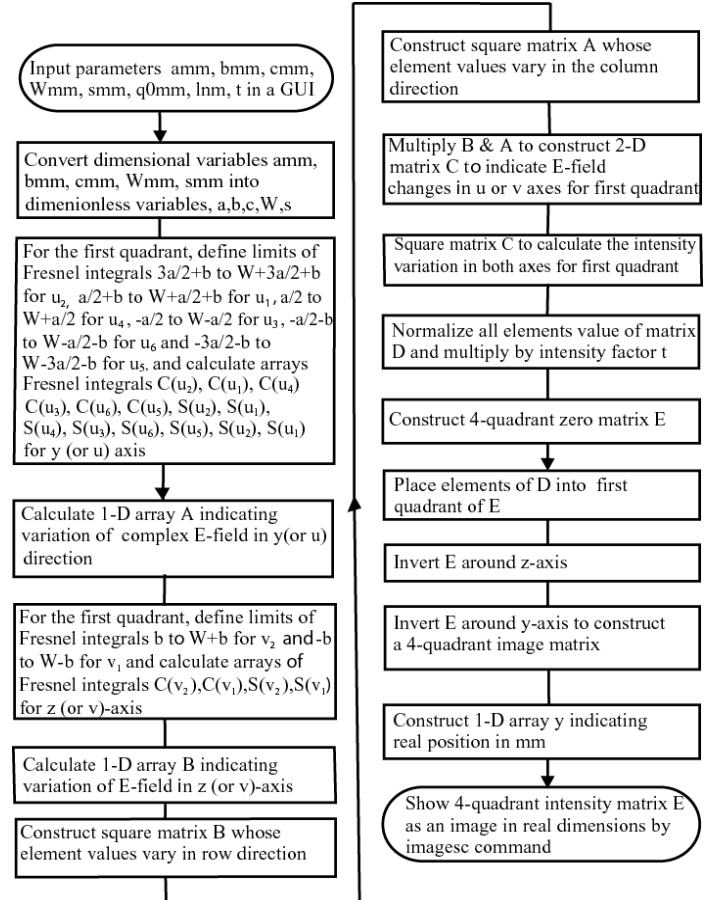 Input parameters amm, bmm, cmm,
Wmm, smm, q0mm, lnm, t in a GUI
Convert dimensional variables amm,
bmm, cmm, Wmm, smm into
dimenionless variables, a,b,c,W,s
For the first quadrant, define limits of
Fresnel integrals 3a/2+b to W+3a/2+b
for u₂, a/2+b to W+a/2+b for u₁, a/2 to
W+a/2 for u₄, -a/2 to W-a/2 for u₃, -a/2-b
to W-a/2-b for u₆ and -3a/2-b to
W-3a/2-b for u₅, and calculate arrays
Fresnel integrals C(u₂), C(u₁), C(u₄)
C(u₃), C(u₆), C(u₅), S(u₂), S(u₁),
S(u₄), S(u₃), S(u₆), S(u₅), S(u₂), S(u₁)
for y (or u) axis
Calculate 1-D array A indicating
variation of complex E-field in y(or u)
direction
For the first quadrant, define limits of
Fresnel integrals b to W+b for v₂ and -b
to W-b for v₁ and calculate arrays of
Fresnel integrals C(v₂),C(v₁),S(v₂),S(v₁)
for z (or v)-axis
Calculate 1-D array B indicating
variation of E-field in z (or v)-axis
Construct square matrix B whose
element values vary in row direction
Construct square matrix A whose
element values vary in the column
direction
Multiply B & A to construct 2-D
matrix C to indicate E-field
changes in u or v axes for first quadrant
Square matrix C to calculate the intensity
variation in both axes for first quadrant
Normalize all elements value of matrix
D and multiply by intensity factor t
Construct 4-quadrant zero matrix E
Place elements of D into first
quadrant of E
Invert E around z-axis
Invert E around y-axis to construct
a 4-quadrant image matrix
Construct 1-D array y indicating
real position in mm
Show 4-quadrant intensity matrix E
as an image in real dimensions by
imagesc command